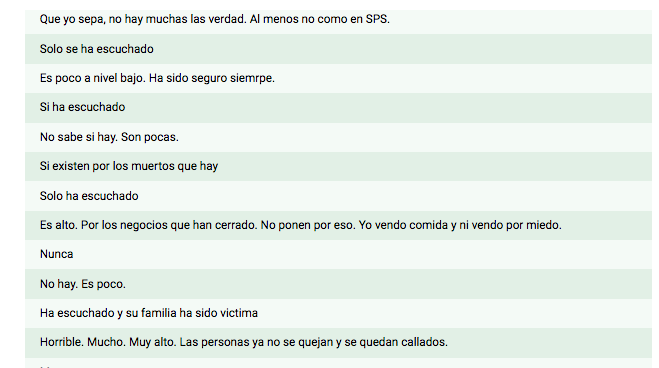 Que yo sepa, no hay muchas las verdad. Al menos no como en SPS.
Solo se ha escuchado
Es poco a nivel bajo. Ha sido seguro siemrpe.
Si ha escuchado
No sabe si hay. Son pocas.
Si existen por los muertos que hay
Solo ha escuchado
Es alto. Por los negocios que han cerrado. No ponen por eso. Yo vendo comida y ni vendo por miedo.
Nunca
No hay. Es poco.
Ha escuchado y su familia ha sido victima
Horrible. Mucho. Muy alto. Las personas ya no se quejan y se quedan callados.